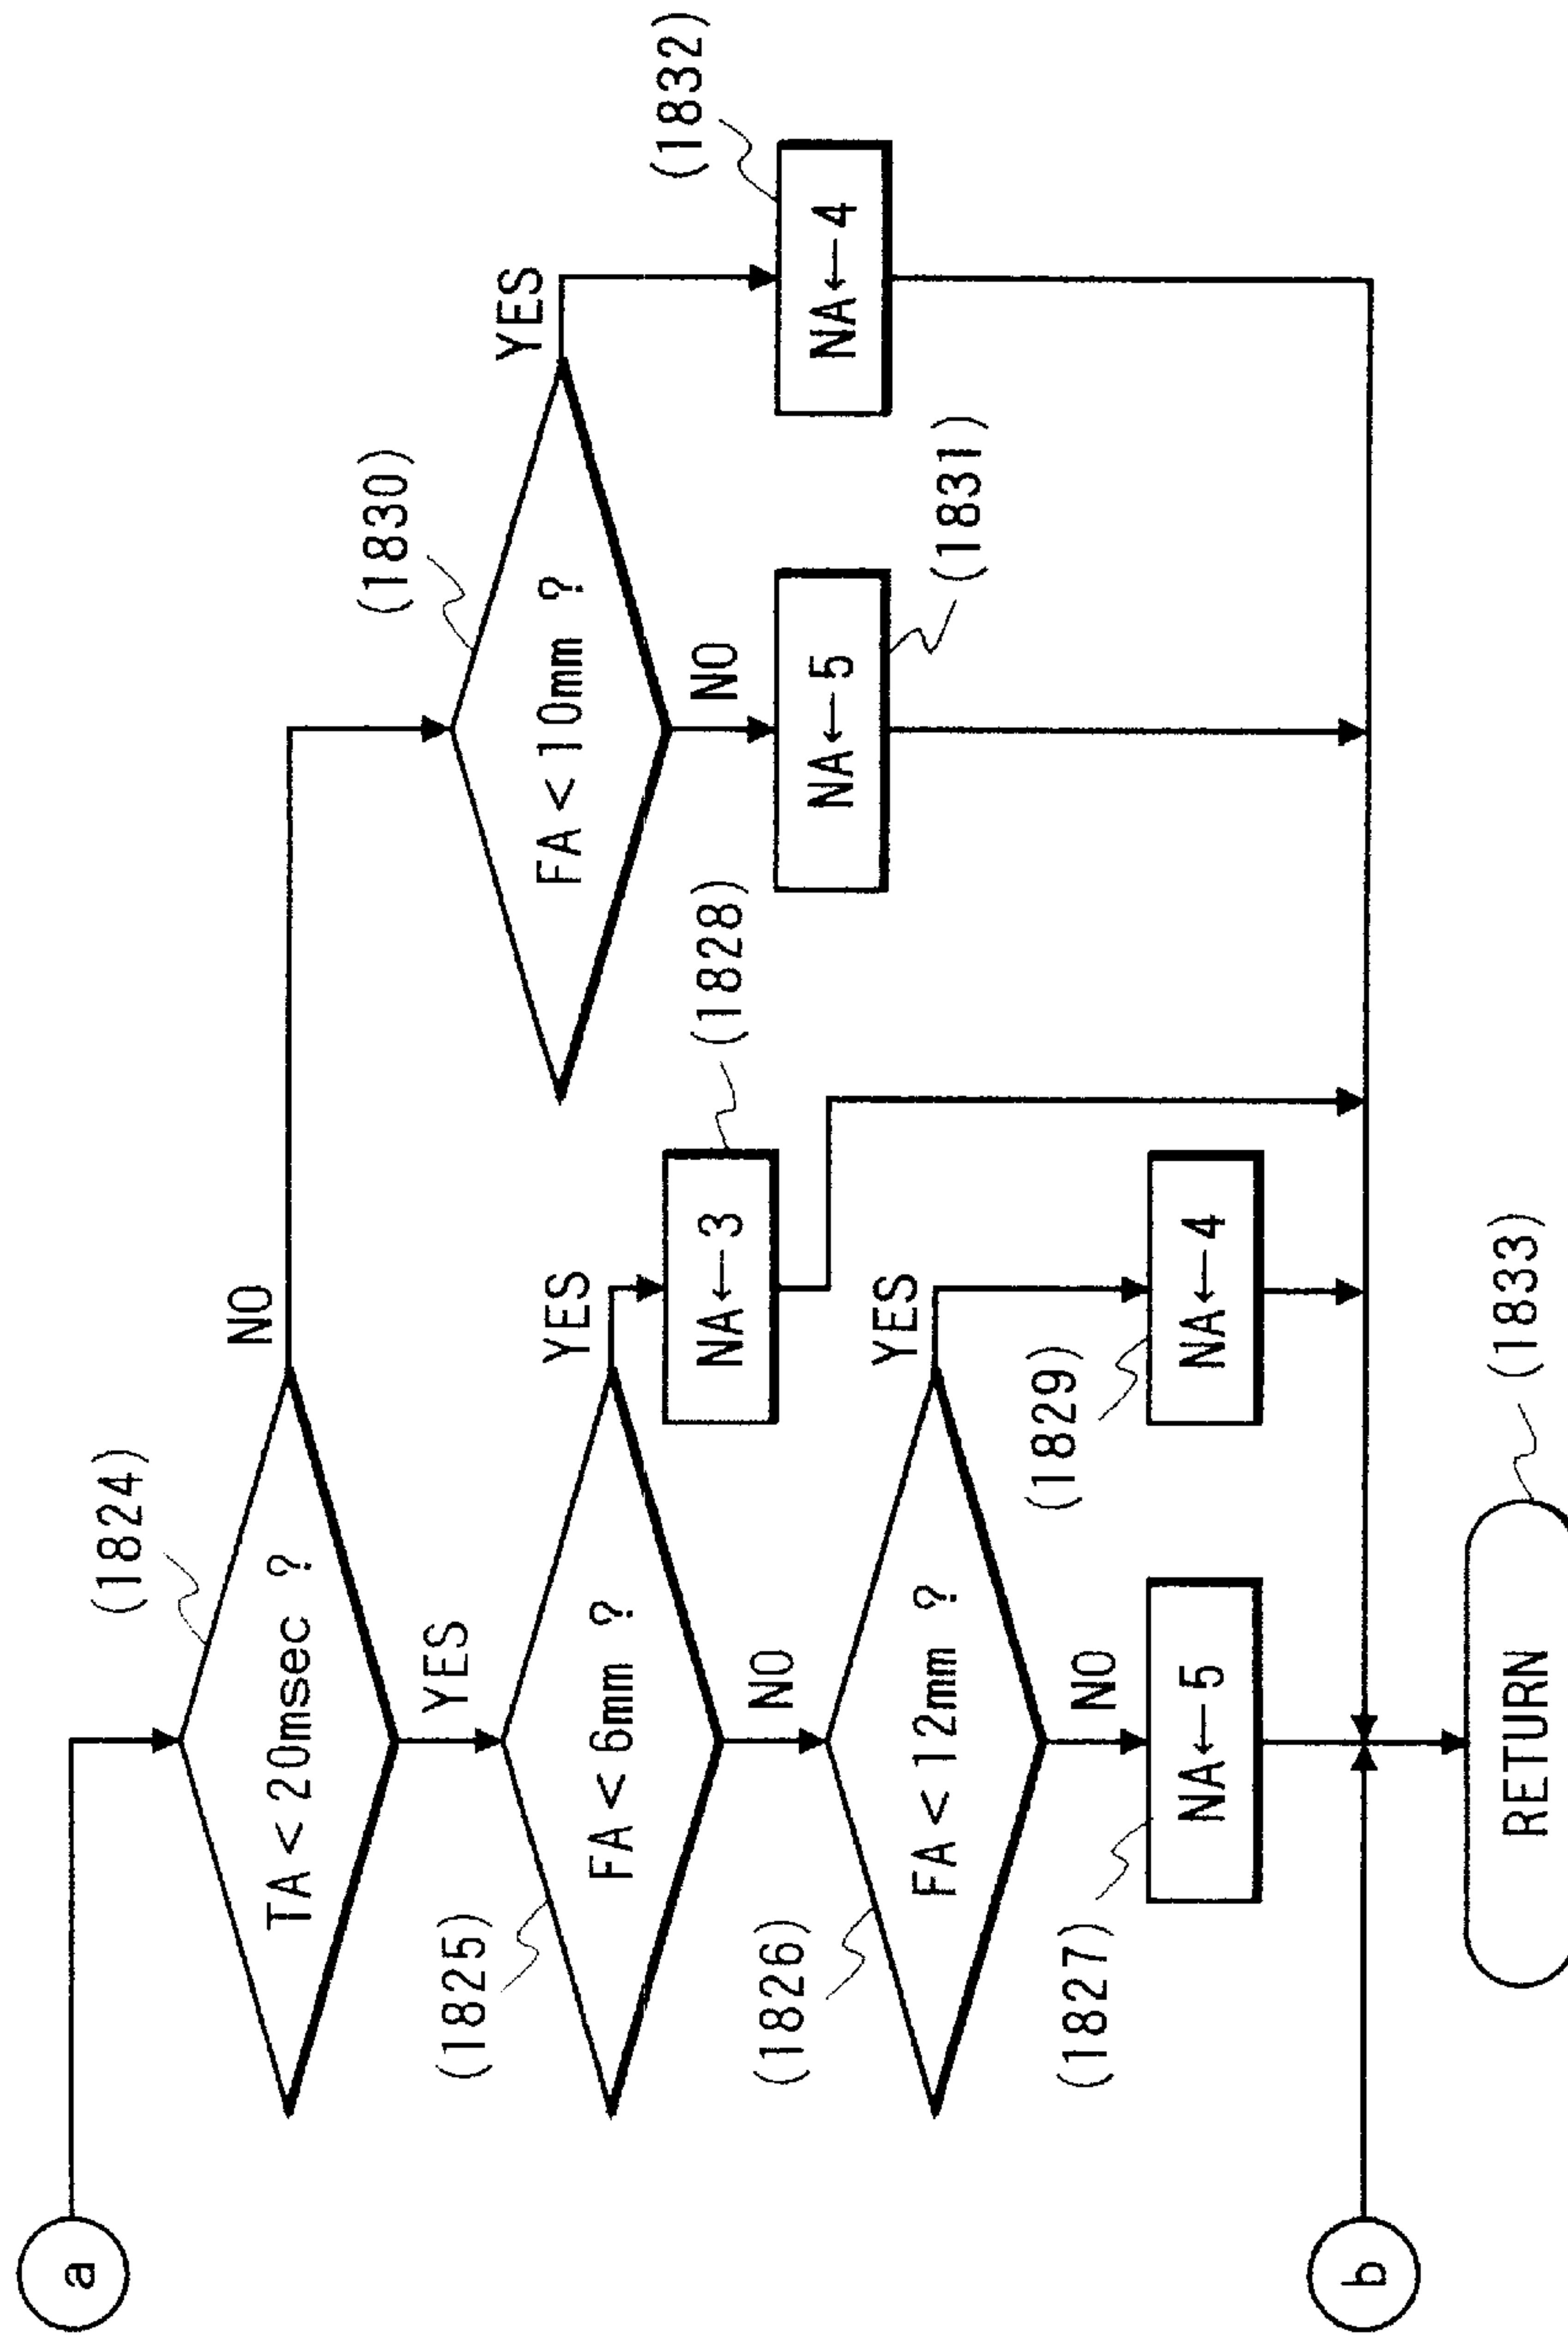 a
(1824)
TA < 20msec ?
NO
YES
(1830)
FA < 10mm ?
YES
NO
(1825)
FA < 6mm ?
YES
NO
(1832)
NA←4
(1828)
NA←3
NA←5
(1831)
(1826)
FA < 12mm ?
YES
NO
(1829)
NA←4
(1827)
NA←5
b
RETURN
(1833)